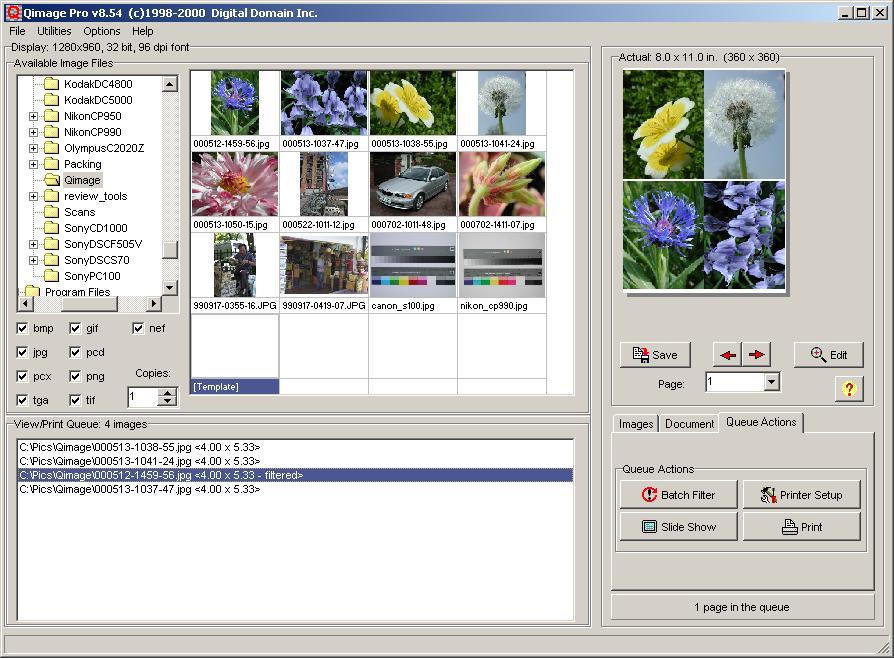 Qimage Pro v8.54 (c)1998-2000 Digital Domain Inc.
File Utilities Options Help
Display: 1280x960, 32 bit, 96 dpi font
Available Image Files
KodakDC4800
KodakDC5000
NikonCP950
NikonCP990
OlympusC2020Z
Packing
Qimage
review_tools
Scans
SonyCD1000
SonyDSCF505V
SonyDSCS70
SonyPC100
Program Files
bmp gif nef
jpg pcd
pcx png
tga tif
Copies:
1
000512-1459-56.jpg 000513-1037-47.jpg 000513-1038-55.jpg 000513-1041-24.jpg
000513-1050-15.jpg 000522-1011-12.jpg 000702-1011-48.jpg 000702-1411-07.jpg
990917-0355-16.JPG 990917-0419-07.JPG canon_s100.jpg nikon_cp990.jpg
[Template]
View/Print Queue: 4 images
C:\Pics\Qimage\000513-1038-55.jpg <4.00 x 5.33>
C:\Pics\Qimage\000513-1041-24.jpg <4.00 x 5.33>
C:\Pics\Qimage\000512-1459-56.jpg <4.00 x 5.33 - filtered>
C:\Pics\Qimage\000513-1037-47.jpg <4.00 x 5.33>
Actual: 8.0 x 11.0 in. (360 x 360)
Save Edit
Page: 1 ?
Images Document Queue Actions
Queue Actions
Batch Filter Printer Setup
Slide Show Print
1 page in the queue